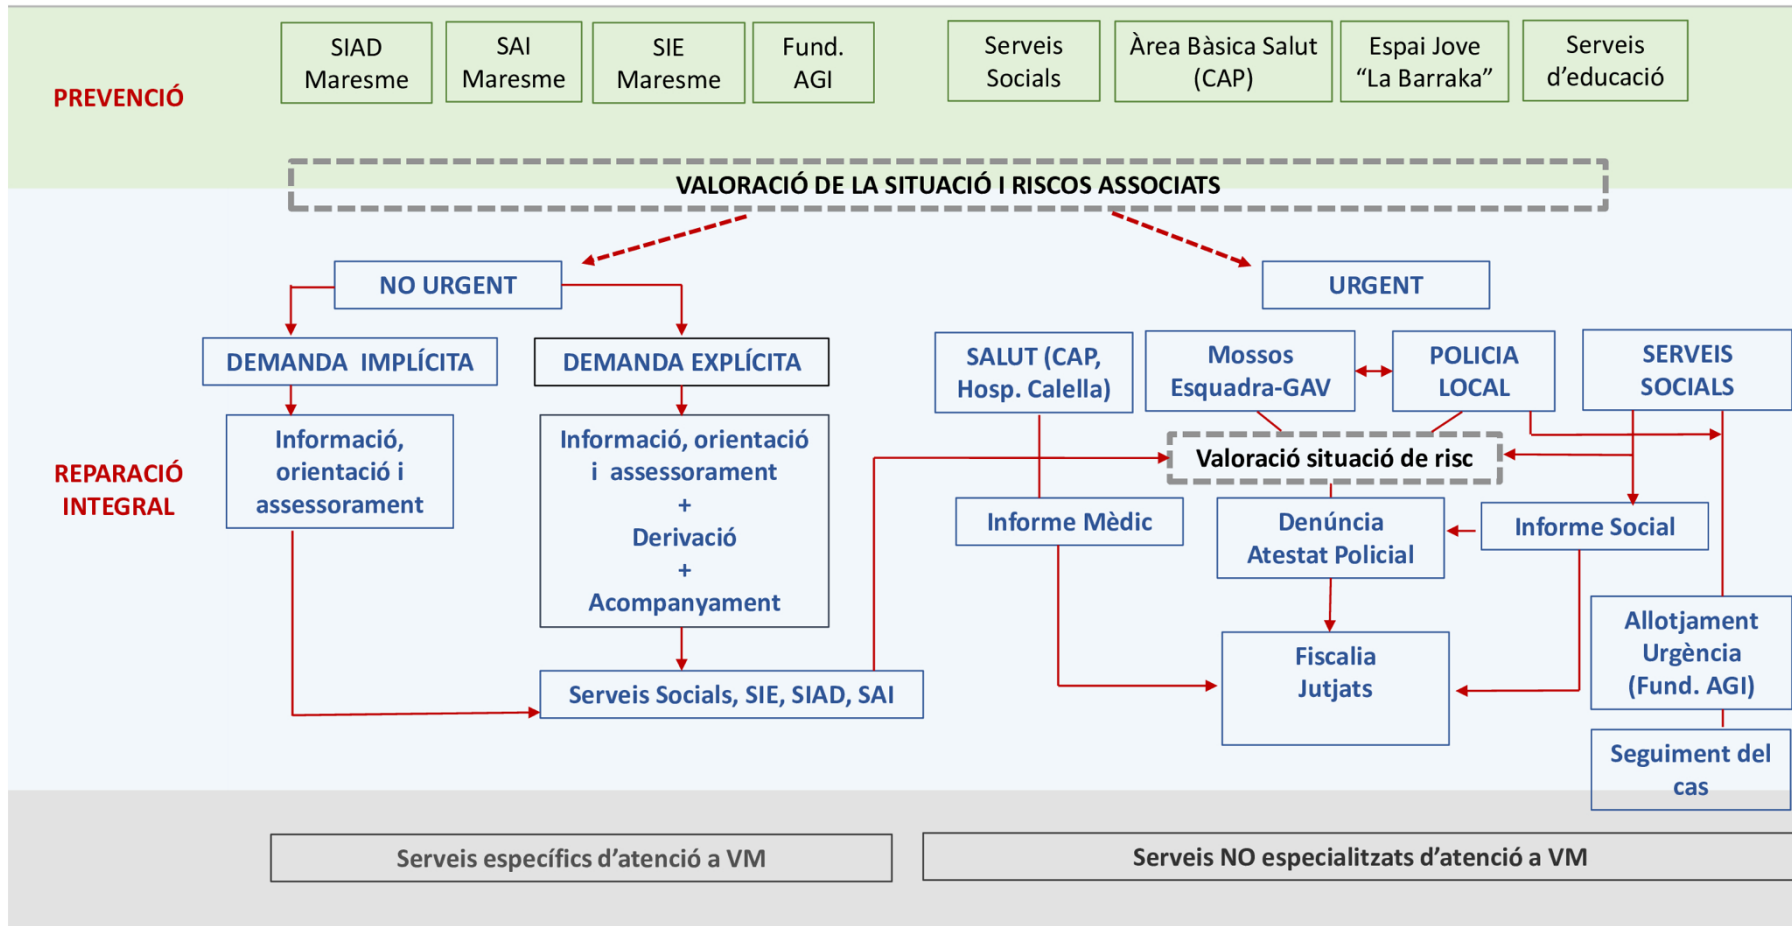 SIAD
Maresme
SAI
Maresme
SIE
Maresme
Fund.
AGI
Serveis
Socials
Àrea Bàsica Salut
(CAP)
Espai Jove
“La Barraka”
Serveis
d’educació
PREVENCIÓ
VALORACIÓ DE LA SITUACIÓ I RISCOS ASSOCIATS
NO URGENT
URGENT
DEMANDA IMPLÍCITA
DEMANDA EXPLÍCITA
SALUT (CAP,
Hosp. Calella)
Mossos
Esquadra-GAV
POLICIA
LOCAL
SERVEIS
SOCIALS
REPARACIÓ
INTEGRAL
Informació,
orientació i
assessorament
Informació, orientació
i assessorament
+
Derivació
+
Acompanyament
Valoració situació de risc
Informe Mèdic
Denúncia
Atestat Policial
Informe Social
Serveis Socials, SIE, SIAD, SAI
Fiscalia
Jutjats
Allotjament
Urgència
(Fund. AGI)
Seguiment del
cas
Serveis específics d’atenció a VM
Serveis NO especialitzats d’atenció a VM